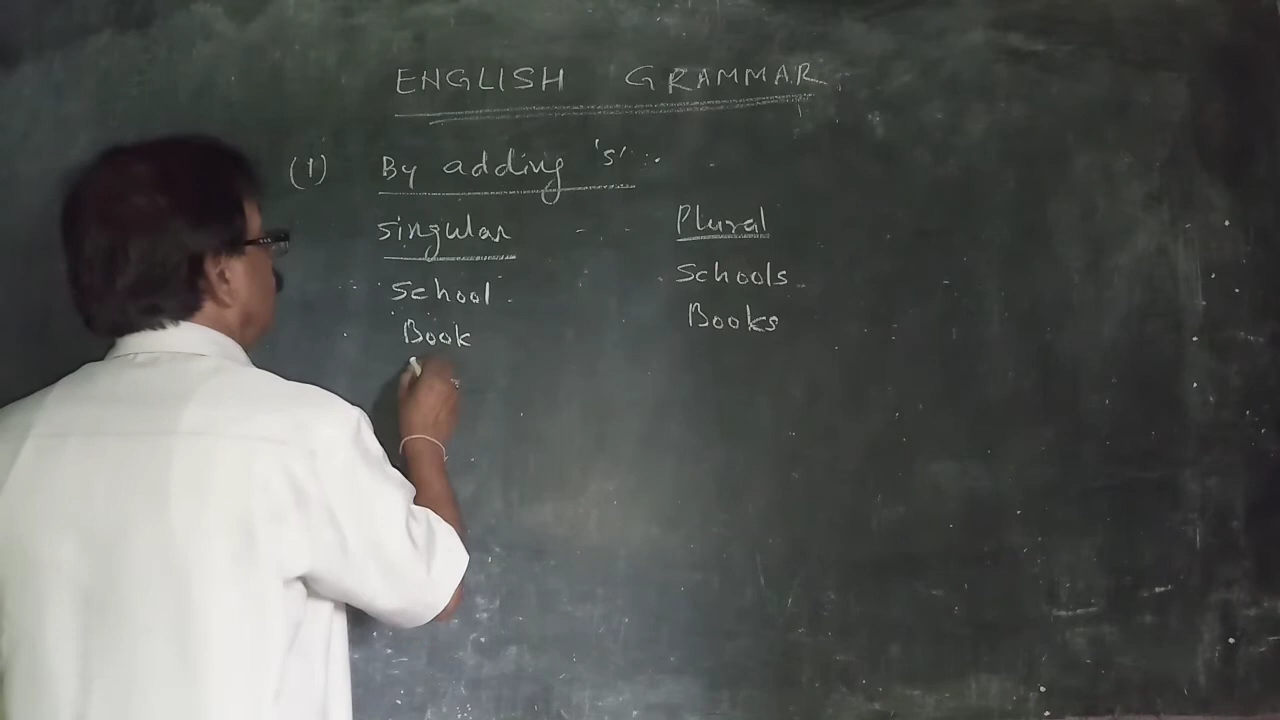 ENGLISH GRAMMAR
(1) By adding 's' :-
Singular Plural
School Schools
Book Books